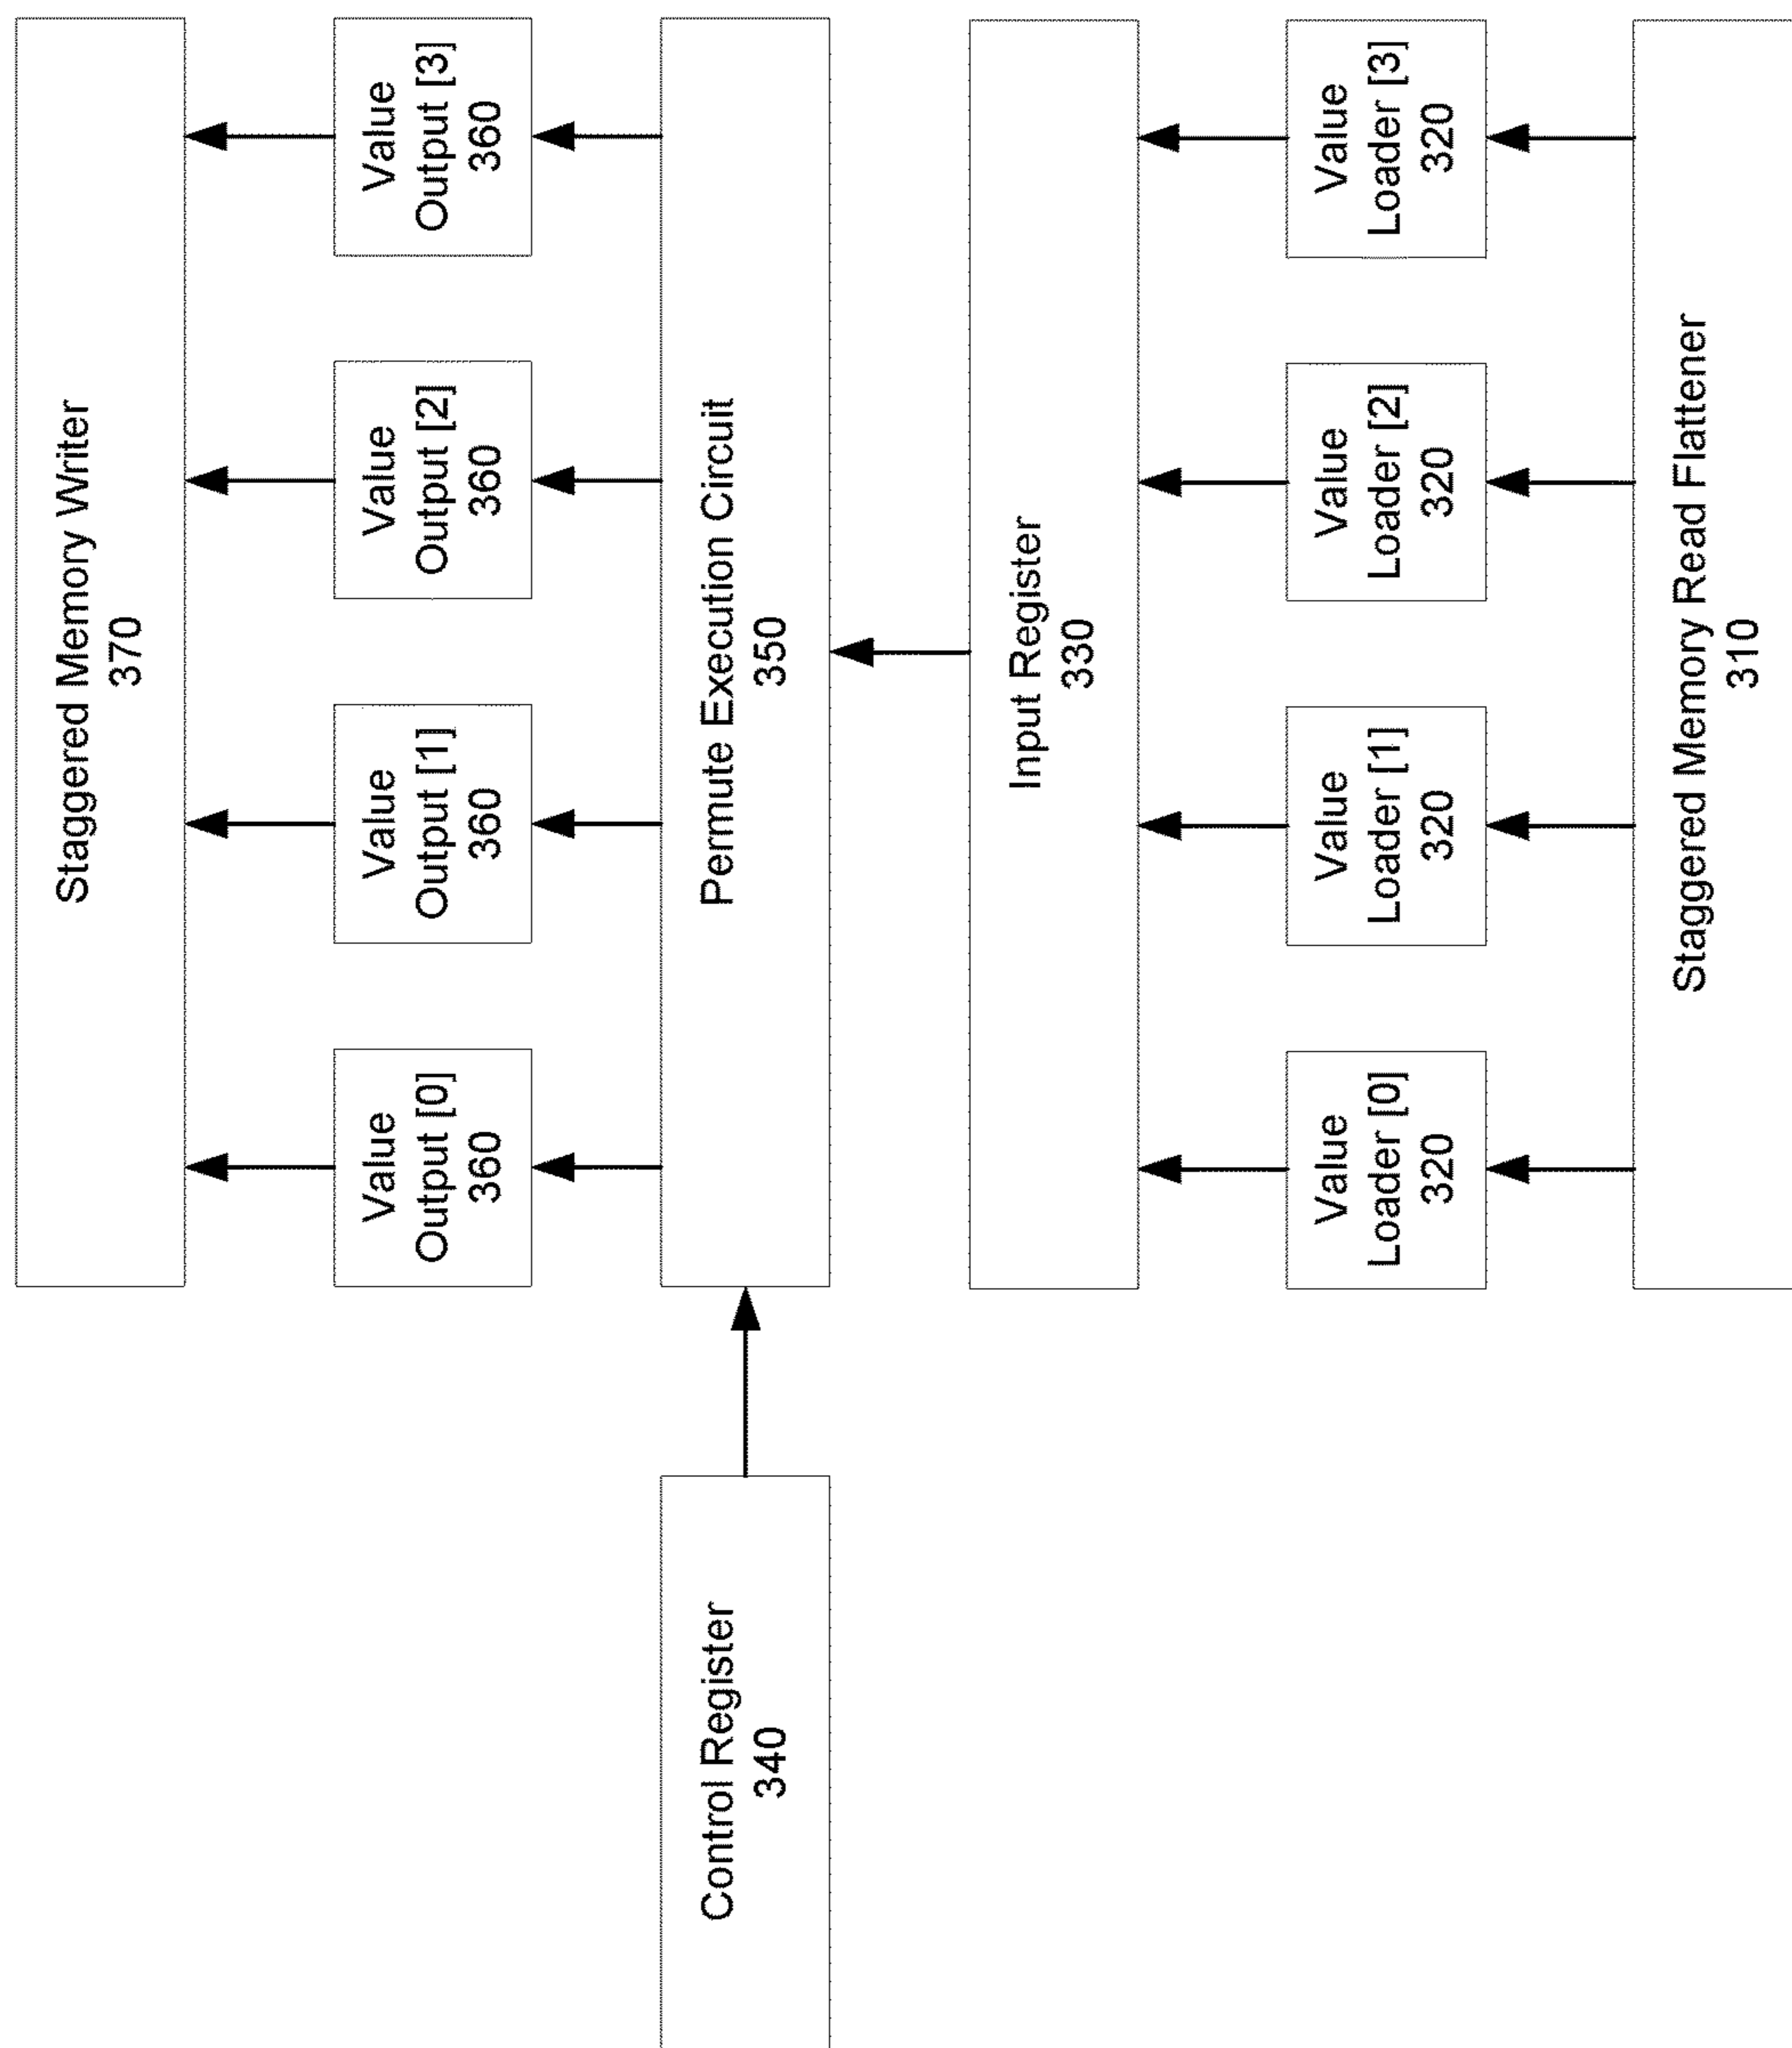 Staggered Memory Writer
370
Value
Output [0]
360
Value
Output [1]
360
Value
Output [2]
360
Value
Output [3]
360
Control Register
340
Permute Execution Circuit
350
Input Register
330
Value
Loader [0]
320
Value
Loader [1]
320
Value
Loader [2]
320
Value
Loader [3]
320
Staggered Memory Read Flattener
310